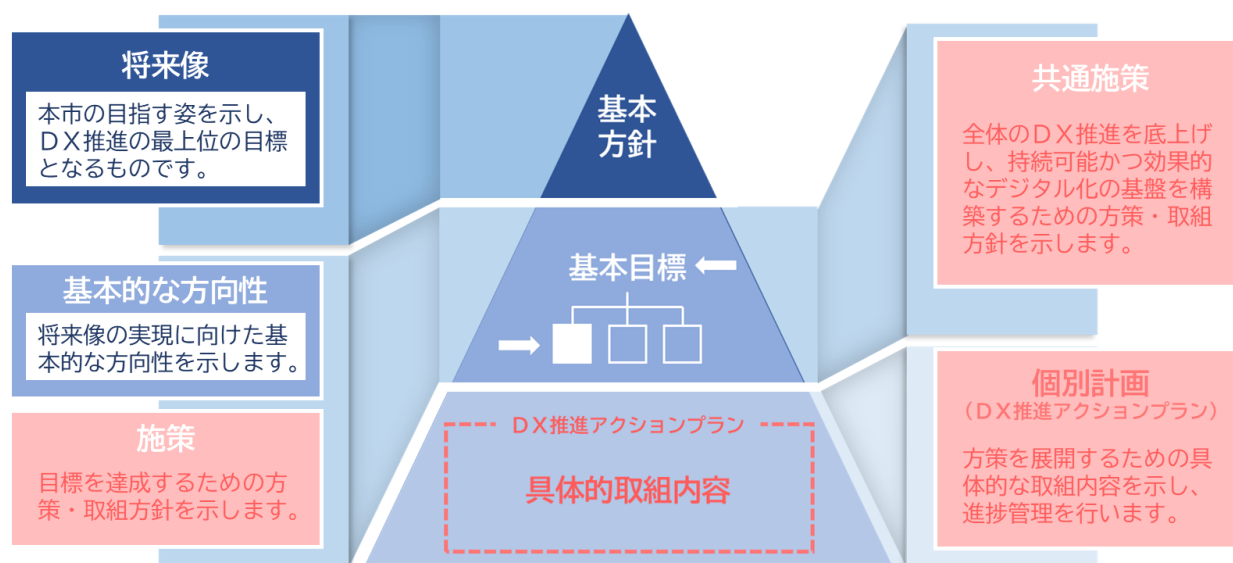 将来像
本市の目指す姿を示し、
ＤＸ推進の最上位の目標
となるものです。
基本的な方向性
将来像の実現に向けた基
本的な方向性を示します。
施策
目標を達成するための方
策・取組方針を示します。
基本
方針
基本目標
ＤＸ推進アクションプラン
具体的取組内容
共通施策
全体のＤＸ推進を底上げ
し、持続可能かつ効果的
なデジタル化の基盤を構
築するための方策・取組
方針を示します。
個別計画
（ＤＸ推進アクションプラン）
方策を展開するための具
体的な取組内容を示し、
進捗管理を行います。